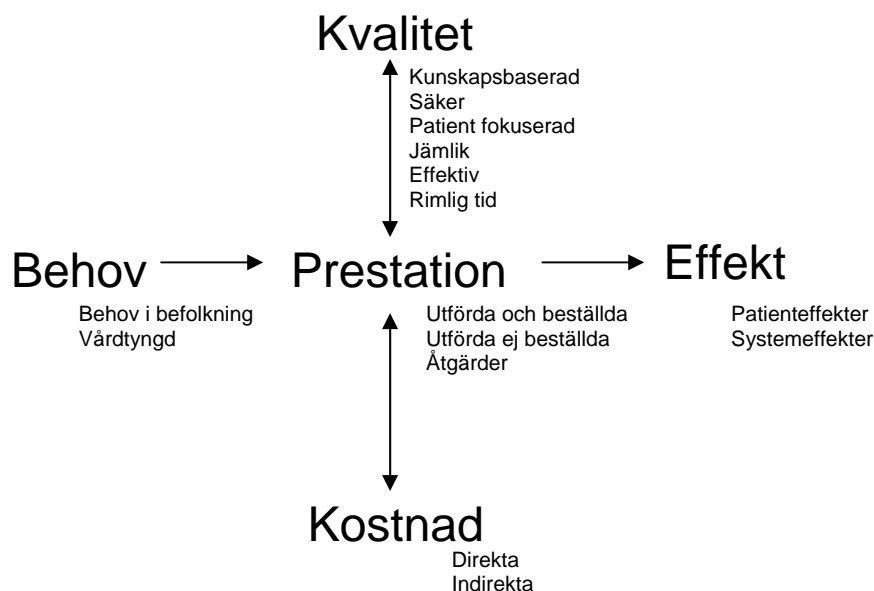 Kvalitet
Kunskapsbaserad
Säker
Patient fokuserad
Jämlik
Effektiv
Rimlig tid
Behov
Behov i befolkning
Vårdtyngd
Prestation
Utförda och beställda
Utförda ej beställda
Åtgärder
Effekt
Patienteffekter
Systemeffekter
Kostnad
Direkta
Indirekta